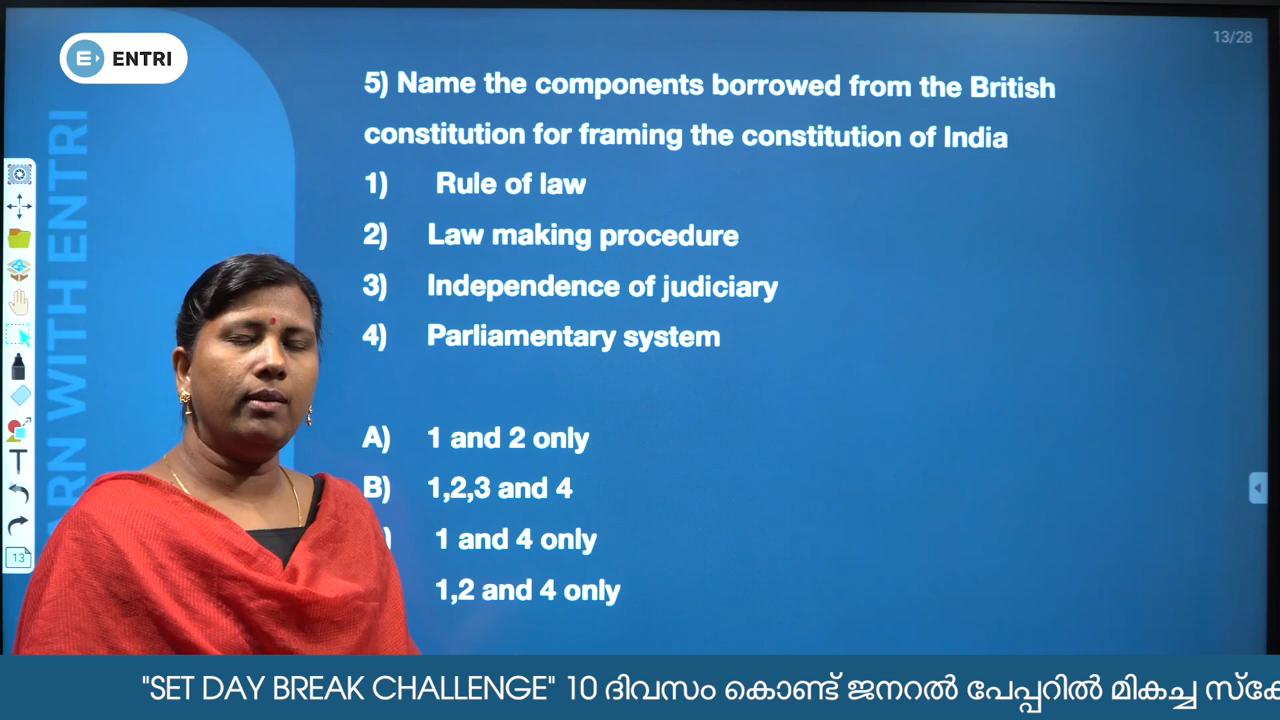 13/28
ENTRI
5) Name the components borrowed from the British
constitution for framing the constitution of India
1) Rule of law
2) Law making procedure
3) Independence of judiciary
4) Parliamentary system
A) 1 and 2 only
B) 1,2,3 and 4
) 1 and 4 only
1,2 and 4 only
ARN WITH ENTRI
T
13
"SET DAY BREAK CHALLENGE" 10 ദിവസം കൊണ്ട് ജനറൽ പേപ്പറിൽ മികച്ച